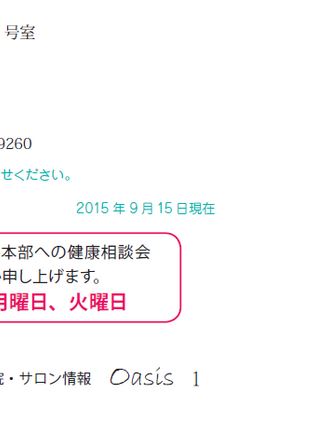 号室
9260
せください。
2015 年 9 月 15 日現在
本部への健康相談会
申し上げます。
月曜日、火曜日
院・サロン情報 Oasis 1